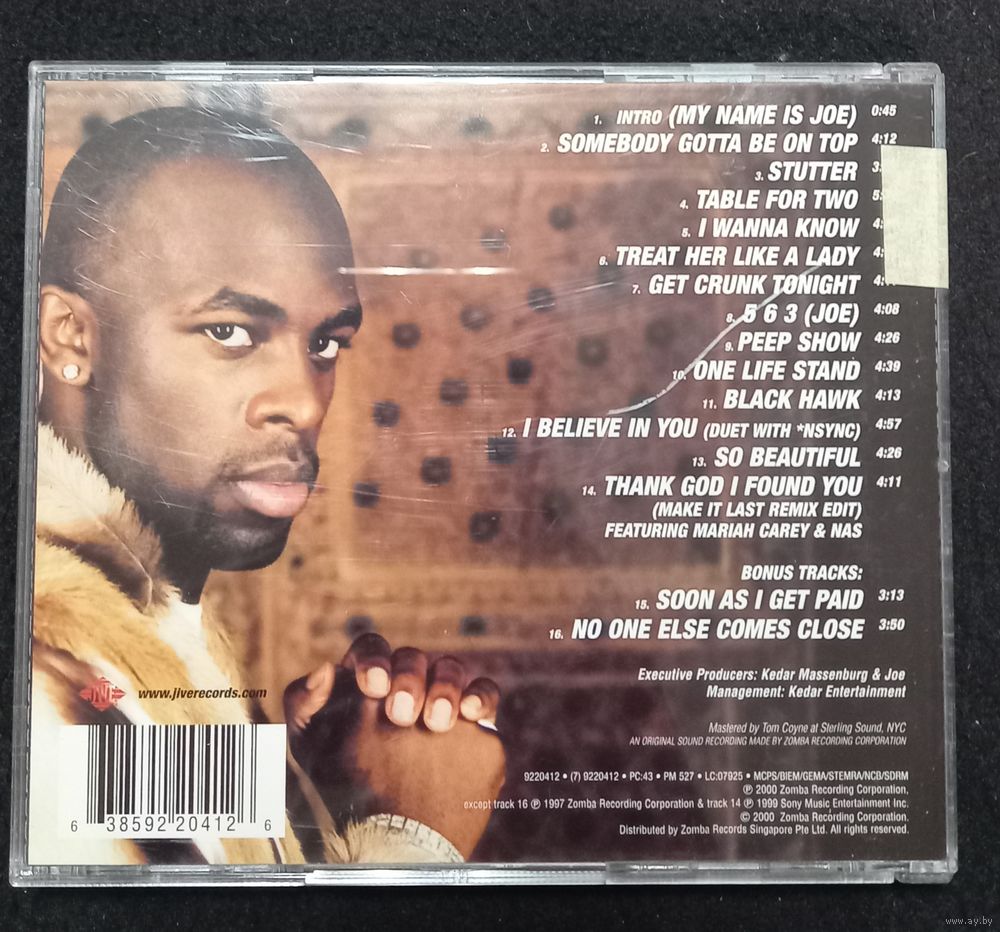 1. INTRO (MY NAME IS JOE) 0:45
2. SOMEBODY GOTTA BE ON TOP 4:12
3. STUTTER
4. TABLE FOR TWO
5. I WANNA KNOW
6. TREAT HER LIKE A LADY
7. GET CRUNK TONIGHT
8. 5 6 3 (JOE) 4:08
9. PEEP SHOW 4:26
10. ONE LIFE STAND 4:39
11. BLACK HAWK 4:13
12. I BELIEVE IN YOU (DUET WITH *NSYNC) 4:57
13. SO BEAUTIFUL 4:26
14. THANK GOD I FOUND YOU 4:11
(MAKE IT LAST REMIX EDIT)
FEATURING MARIAH CAREY & NAS
BONUS TRACKS:
15. SOON AS I GET PAID 3:13
16. NO ONE ELSE COMES CLOSE 3:50
Executive Producers: Kedar Massenburg & Joe
Management: Kedar Entertainment
JIVE www.jiverecords.com
Mastered by Tom Coyne at Sterling Sound, NYC
AN ORIGINAL SOUND RECORDING MADE BY ZOMBA RECORDING CORPORATION
9220412 • (7) 9220412 • PC:43 • PM 527 • LC:07925 • MCPS/BIEM/GEMA/STEMRA/NCB/SDRM
℗ 2000 Zomba Recording Corporation,
except track 16 ℗ 1997 Zomba Recording Corporation & track 14 ℗ 1999 Sony Music Entertainment Inc.
© 2000 Zomba Recording Corporation.
Distributed by Zomba Records Singapore Pte Ltd. All rights reserved.
6 38592 20412 6
www.ay.by